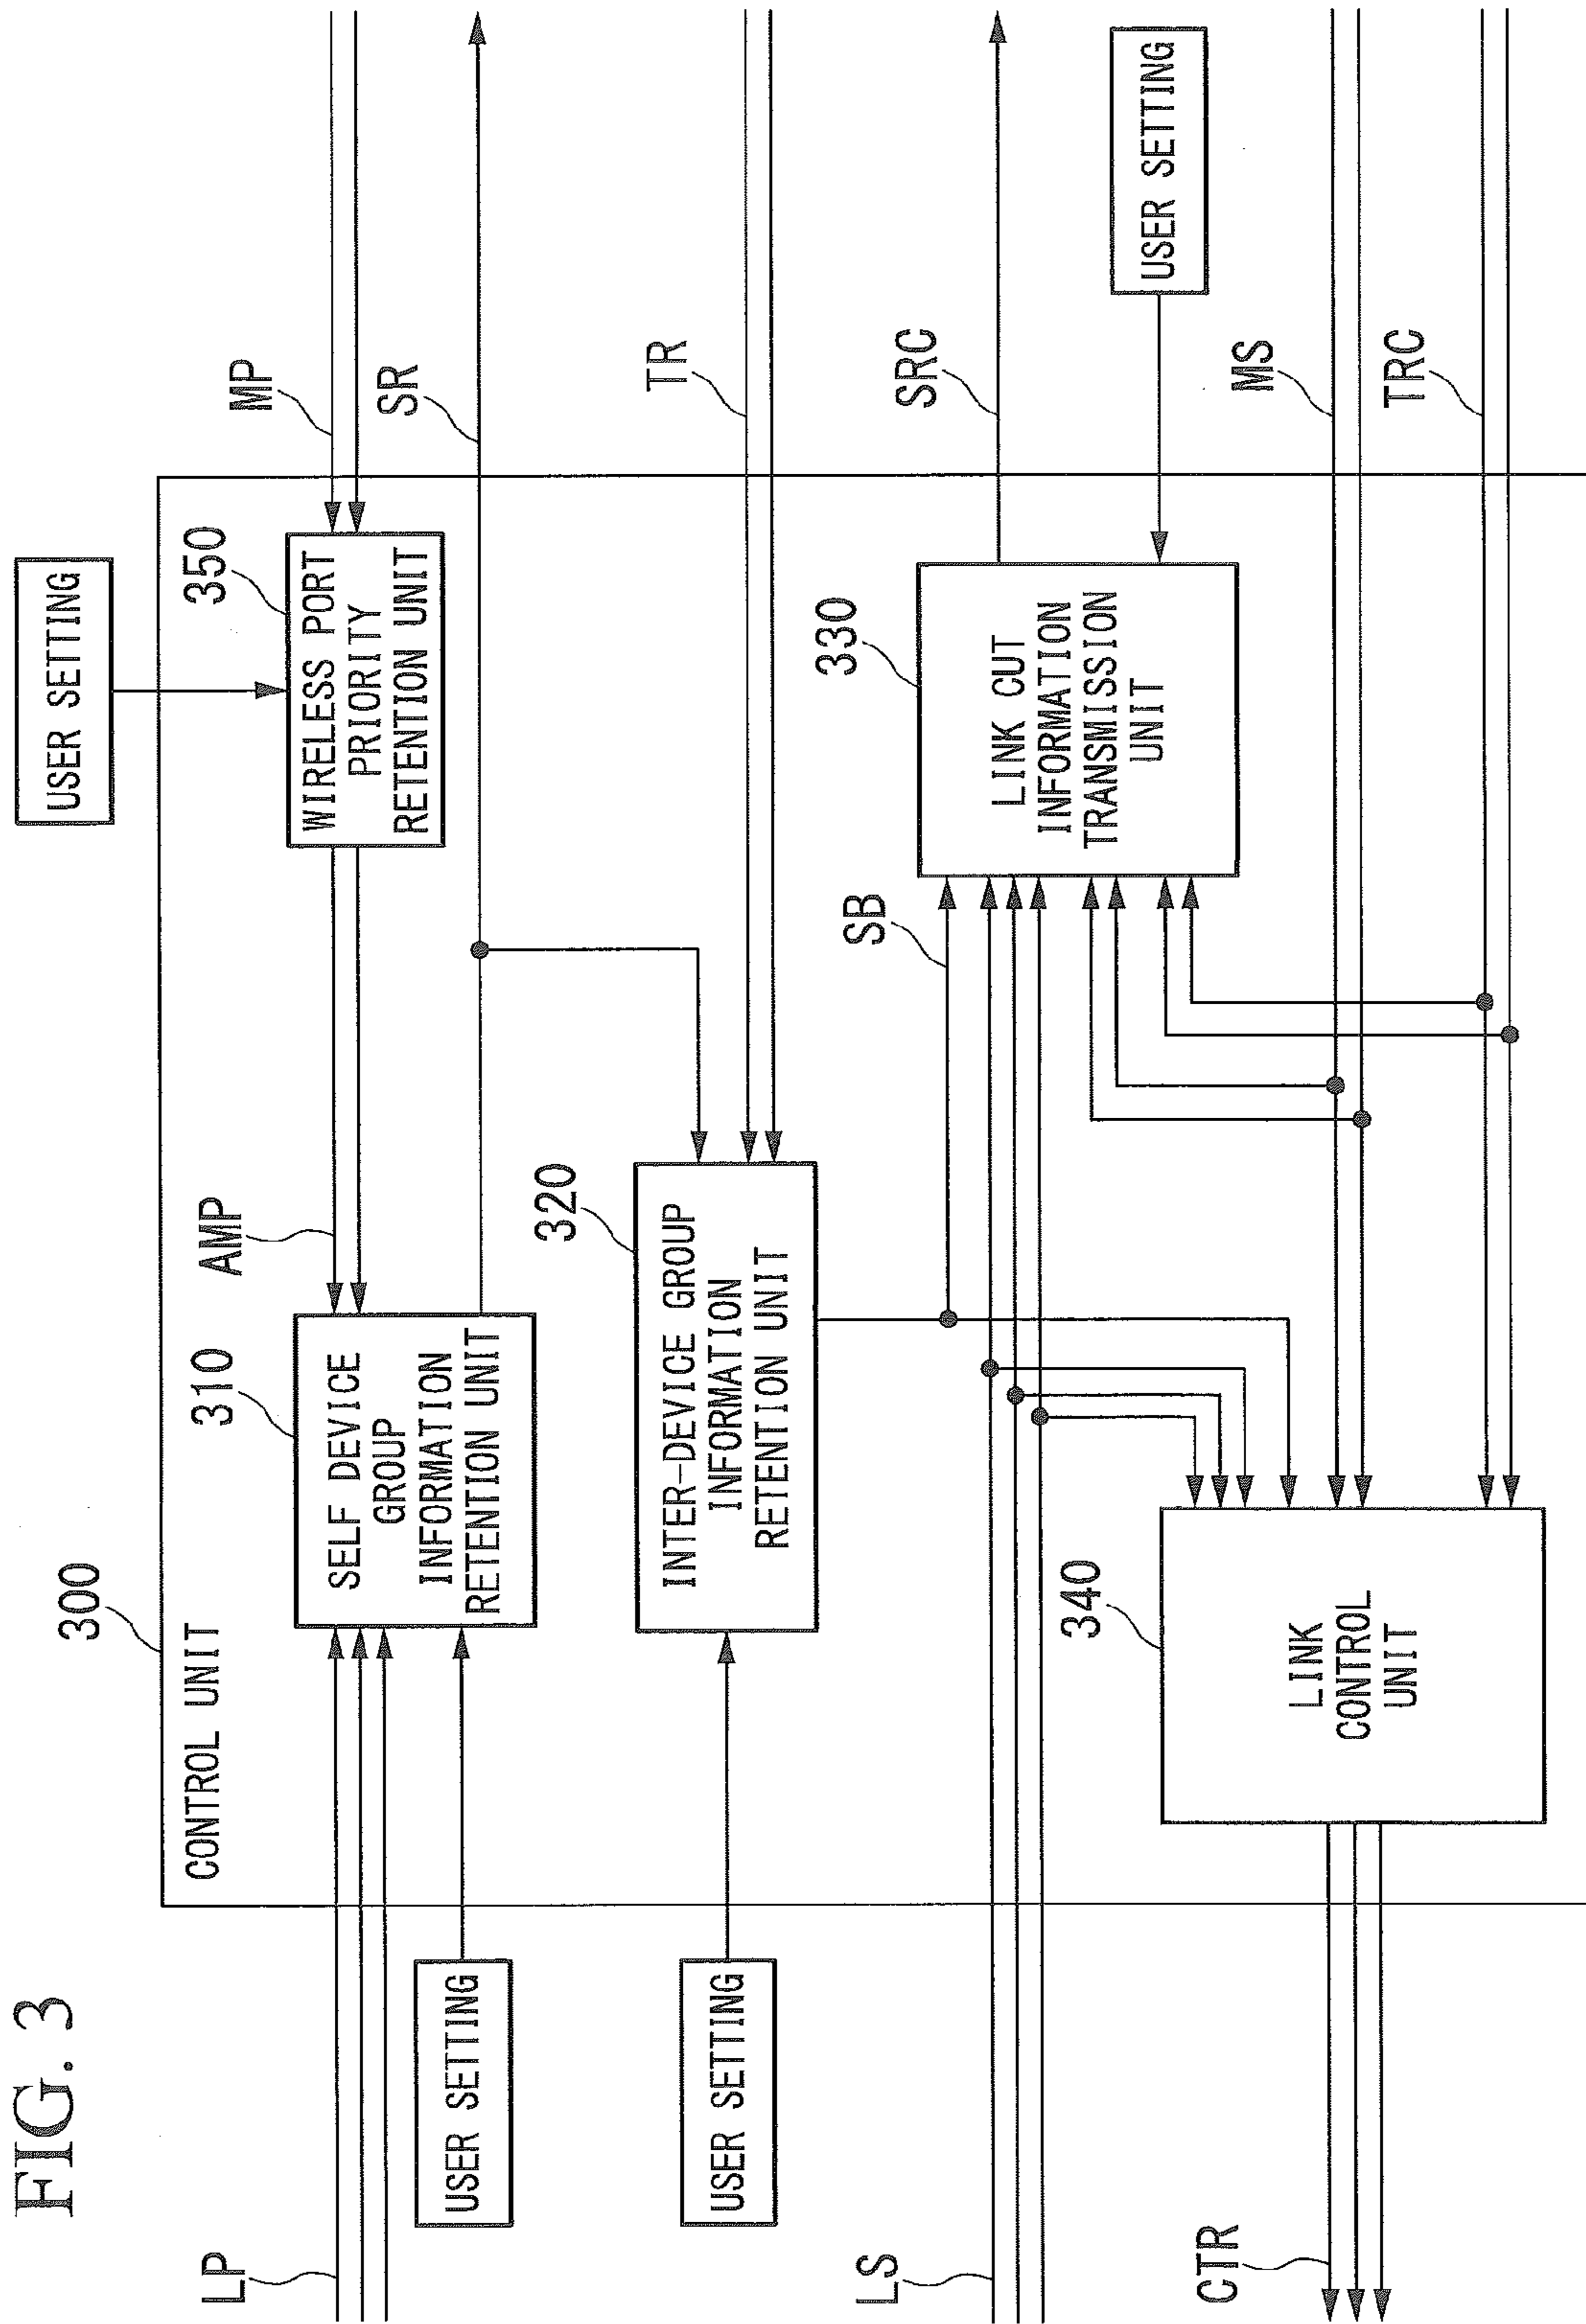 FIG. 3
USER SETTING
300
CONTROL UNIT
LP
310
SELF DEVICE
GROUP
INFORMATION
RETENTION UNIT
AMP
350
WIRELESS PORT
PRIORITY
RETENTION UNIT
MP
SR
USER SETTING
320
INTER-DEVICE GROUP
INFORMATION
RETENTION UNIT
TR
USER SETTING
LS
SB
330
LINK CUT
INFORMATION
TRANSMISSION
UNIT
SRC
USER SETTING
340
LINK
CONTROL
UNIT
MS
TRC
CTR